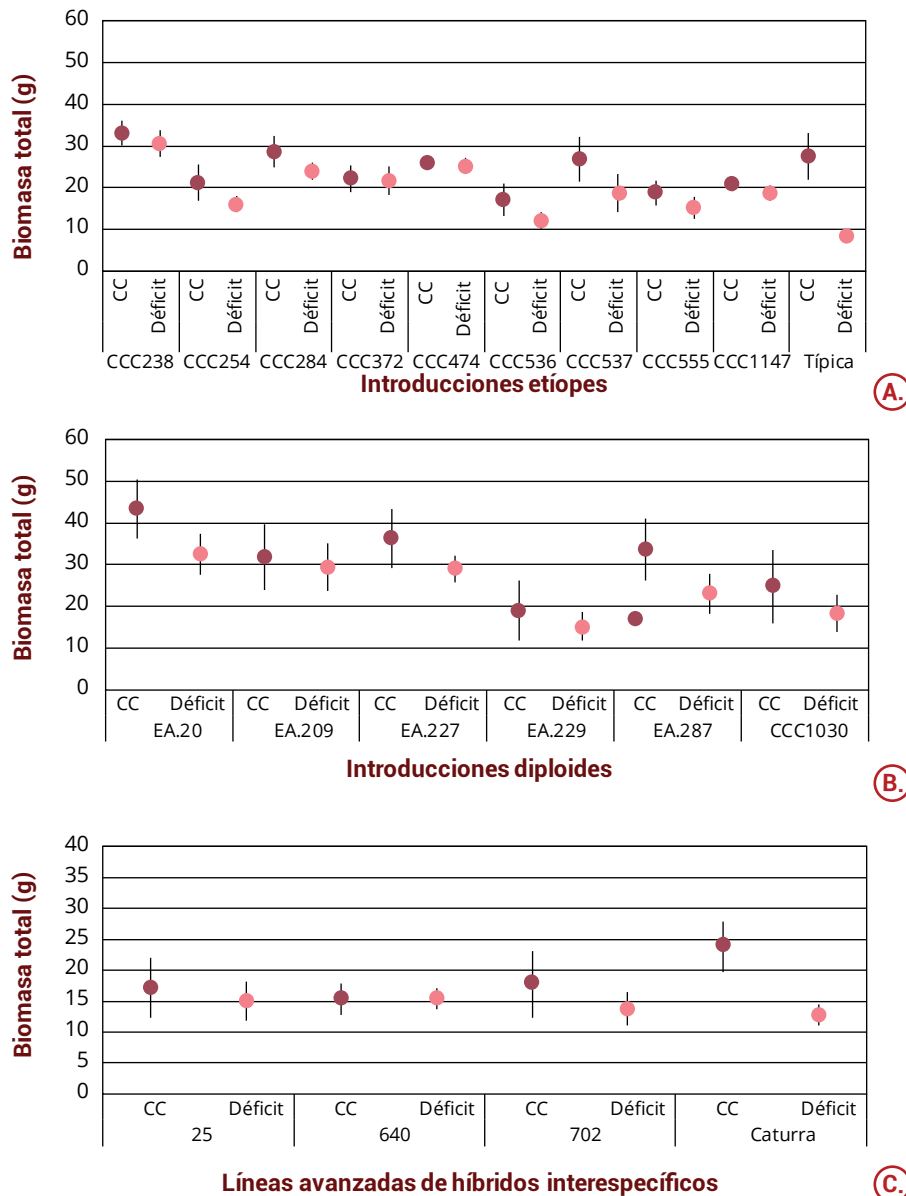 Biomasa total (g)
60
50
40
30
20
10
0
CC Déficit CC Déficit CC Déficit CC Déficit CC Déficit CC Déficit CC Déficit CC Déficit CC Déficit CC Déficit
CCC238 CCC254 CCC284 CCC372 CCC474 CCC536 CCC537 CCC555 CCC1147 Típica
Introducciones etíopes
A.
Biomasa total (g)
60
50
40
30
20
10
0
CC Déficit CC Déficit CC Déficit CC Déficit CC Déficit CC Déficit
EA.20 EA.209 EA.227 EA.229 EA.287 CCC1030
Introducciones diploides
B.
Biomasa total (g)
40
35
30
25
20
15
10
5
0
CC Déficit CC Déficit CC Déficit CC Déficit
25 640 702 Caturra
Líneas avanzadas de híbridos interespecíficos
C.